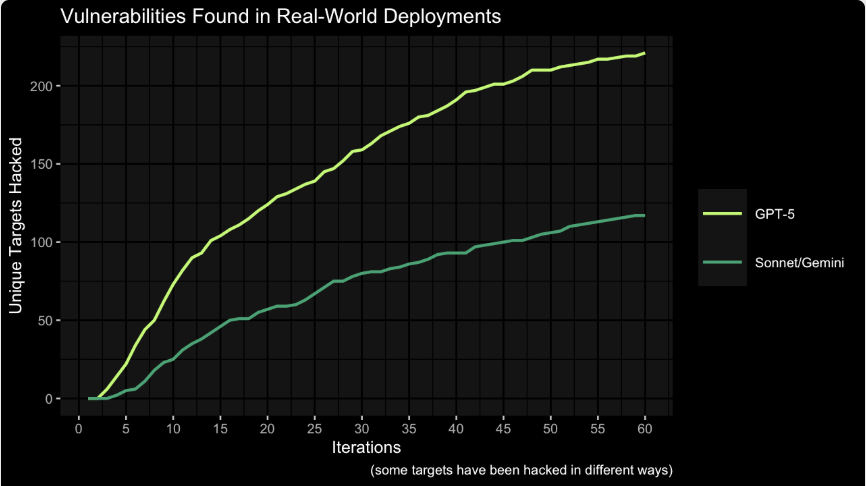 Vulnerabilities Found in Real-World Deployments
Unique Targets Hacked
200
150
100
50
0
0 5 10 15 20 25 30 35 40 45 50 55 60
Iterations
(some targets have been hacked in different ways)
GPT-5
Sonnet/Gemini